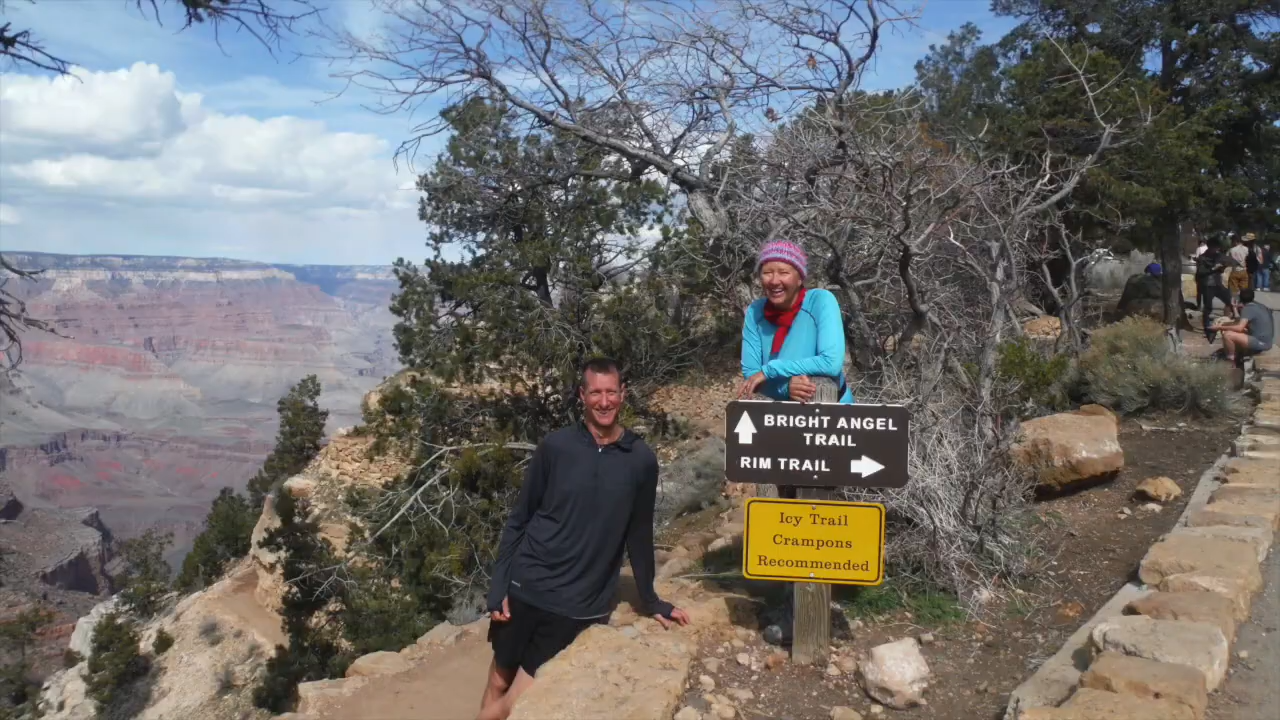 BRIGHT ANGEL
TRAIL
RIM TRAIL
Icy Trail
Crampons
Recommended